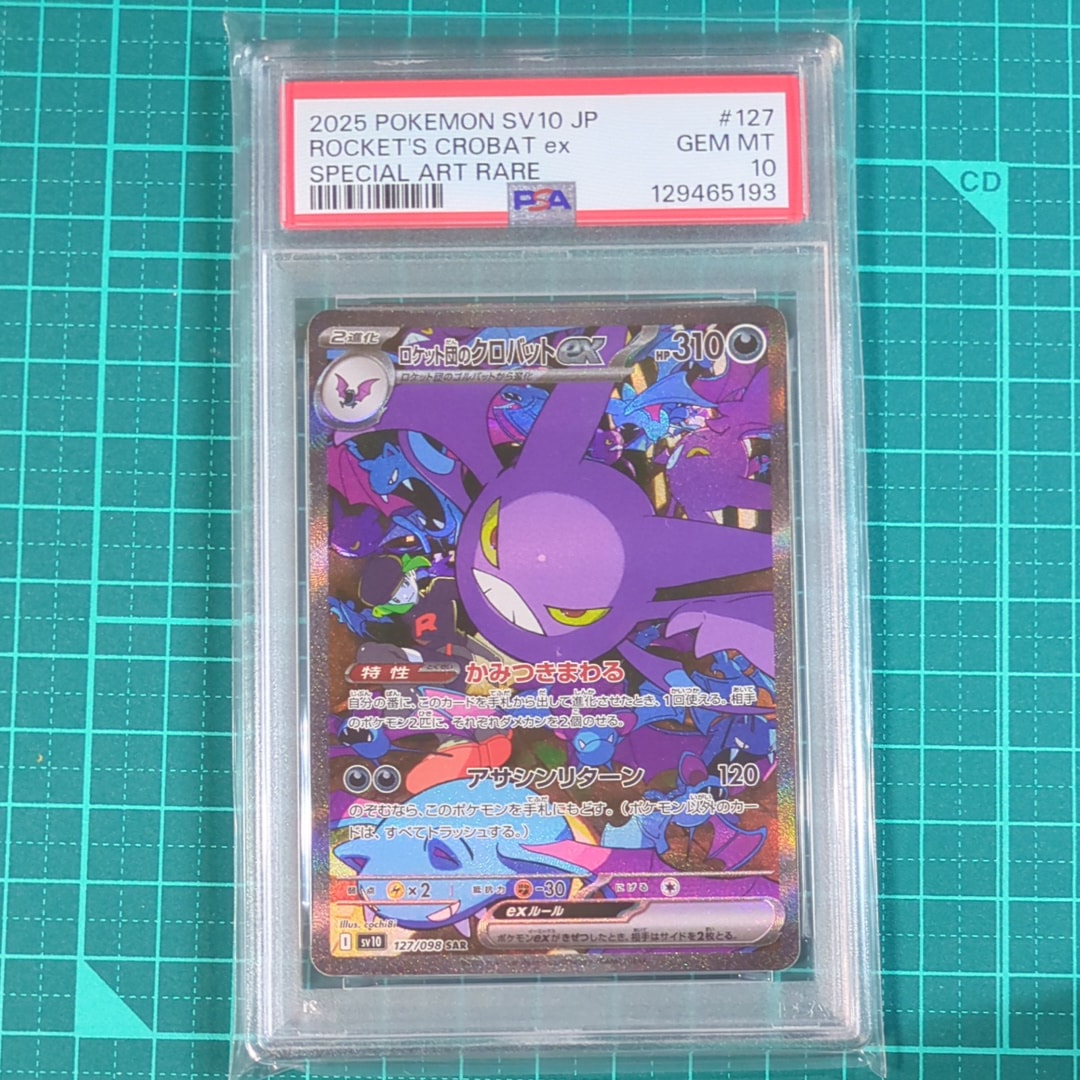 2025 POKEMON SV10 JP #127
ROCKET'S CROBAT ex GEM MT
SPECIAL ART RARE 10
PSA 129465193
CD
2進化
ロケット団のクロバットex HP310
ロケット団のゴルバットから進化
R
特性 かみつきまわる
自分の番に、このカードを手札から出して進化させたとき、1回使える。相手
のポケモン2匹に、それぞれダメカンを2個のせる。
アサシンリターン 120
のぞむなら、このポケモンを手札にもどす。（ポケモン以外のカー
ドは、すべてトラッシュする。）
弱点 ×2 抵抗力 -30 にげる
Illus. cochi8i
exルール
ポケモンexがきぜつしたとき、相手はサイドを2枚とる。
I sv10 127/098 SAR